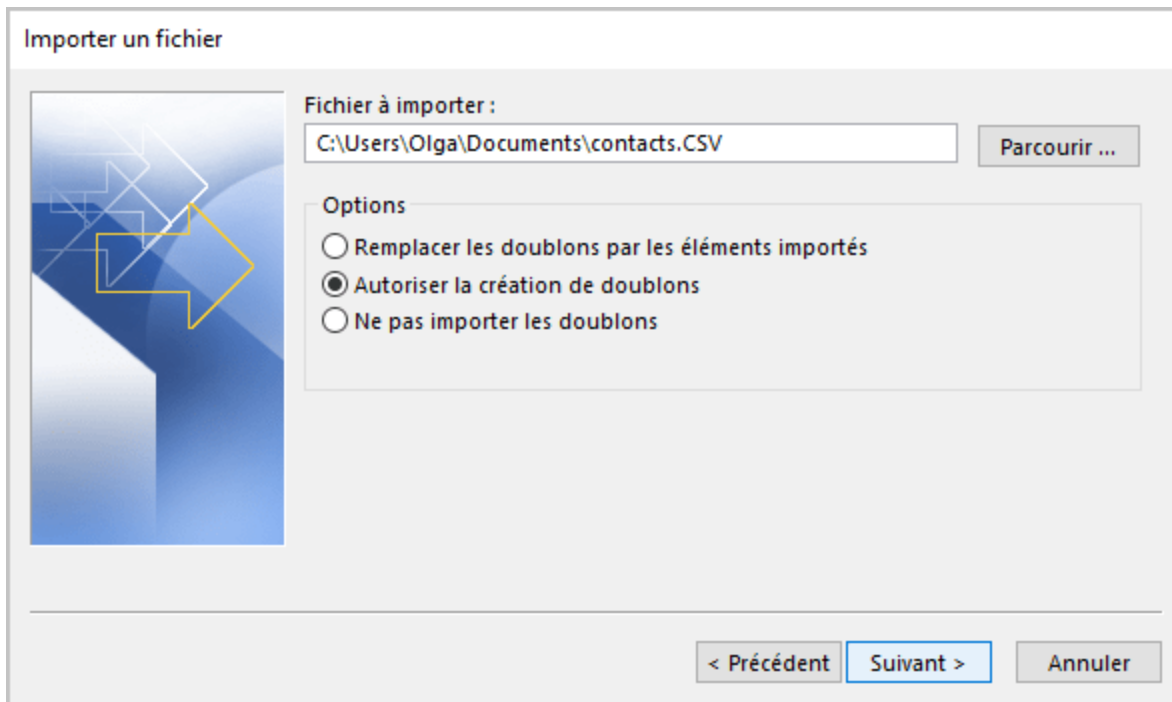 Importer un fichier
Fichier à importer :
C:\Users\Olga\Documents\contacts.CSV
Parcourir ...
Options
Remplacer les doublons par les éléments importés
Autoriser la création de doublons
Ne pas importer les doublons
< Précédent
Suivant >
Annuler